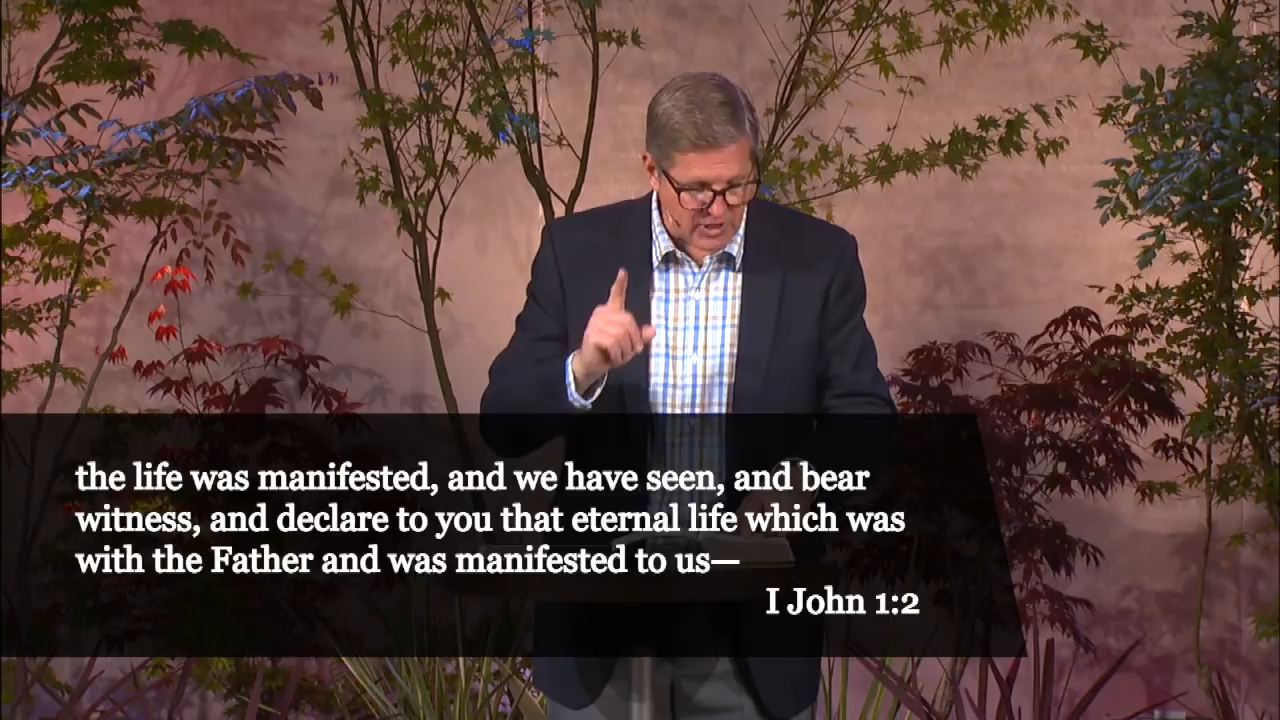 the life was manifested, and we have seen, and bear
witness, and declare to you that eternal life which was
with the Father and was manifested to us—
I John 1:2